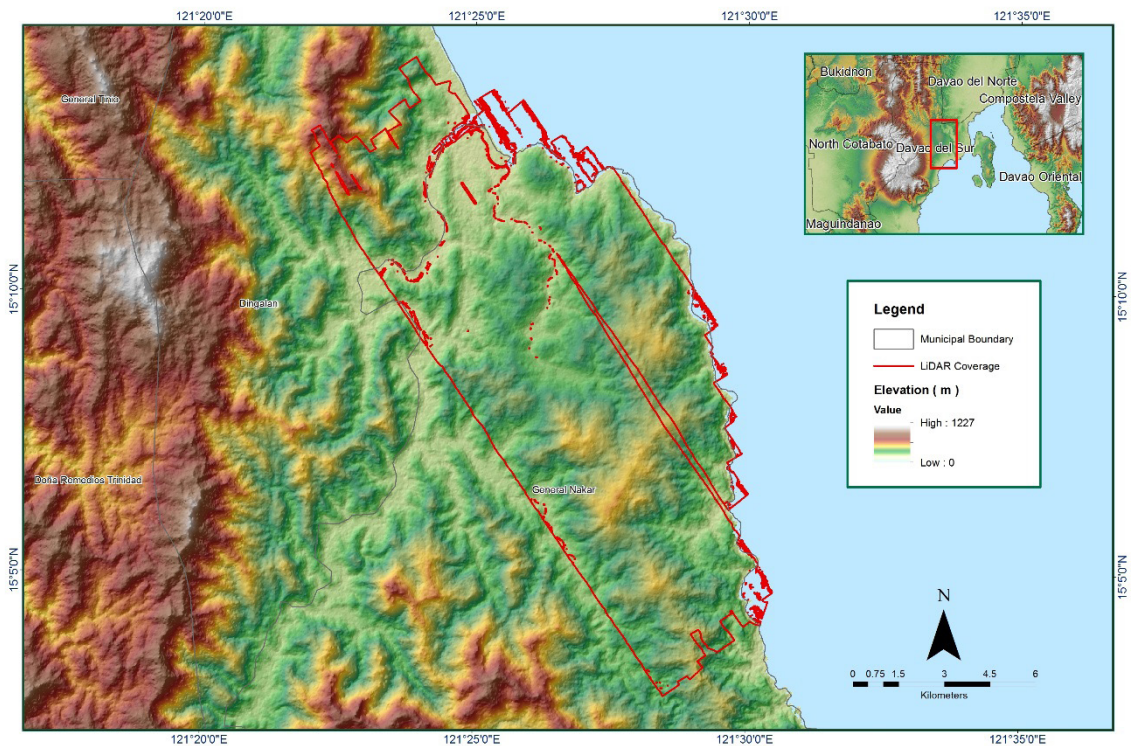 121°20'0"E 121°25'0"E 121°30'0"E 121°35'0"E
General Tinio
Bukidnon
Davao del Norte
Compostela Valley
North Cotabato
Davao del Sur
Davao Oriental
Maguindanao
15°10'0"N 15°10'0"N
Dingalan
Legend
Municipal Boundary
LiDAR Coverage
Elevation ( m )
Value
High : 1227
Low : 0
Doña Remedios Trinidad
General Nakar
15°5'0"N 15°5'0"N
N
0 0.75 1.5 3 4.5 6
Kilometers
121°20'0"E 121°25'0"E 121°30'0"E 121°35'0"E